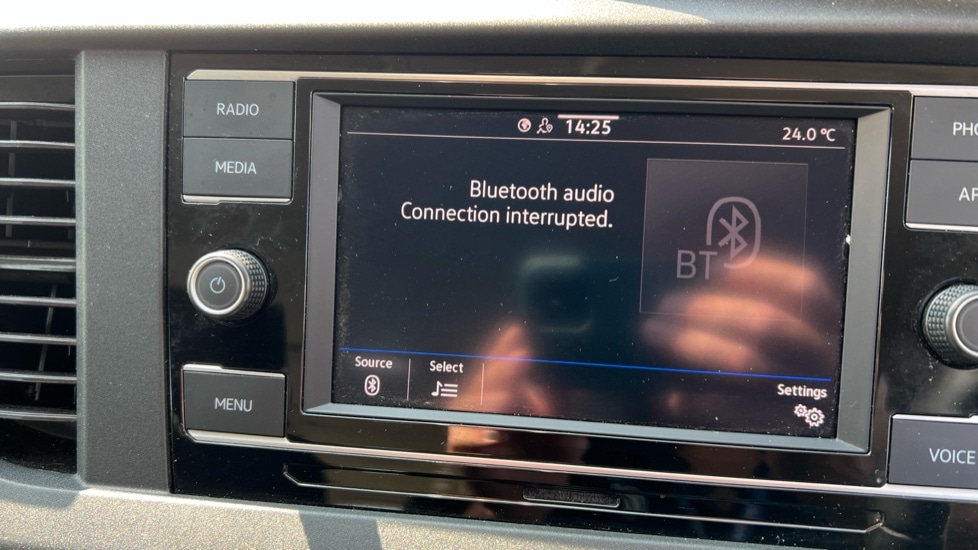 RADIO
MEDIA
MENU
14:25
24.0 °C
Bluetooth audio
Connection interrupted.
BT
Source
Select
Settings
VOICE